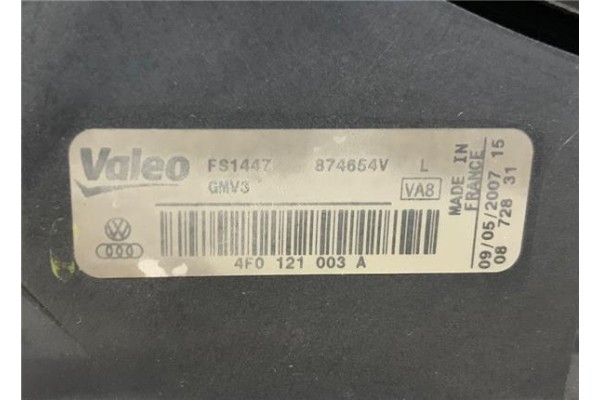 Valeo FS1447 874654V L
GMV3 VA8
4F0 121 003 A
MADE IN
FRANCE
09/05/2007 15
08 728 31